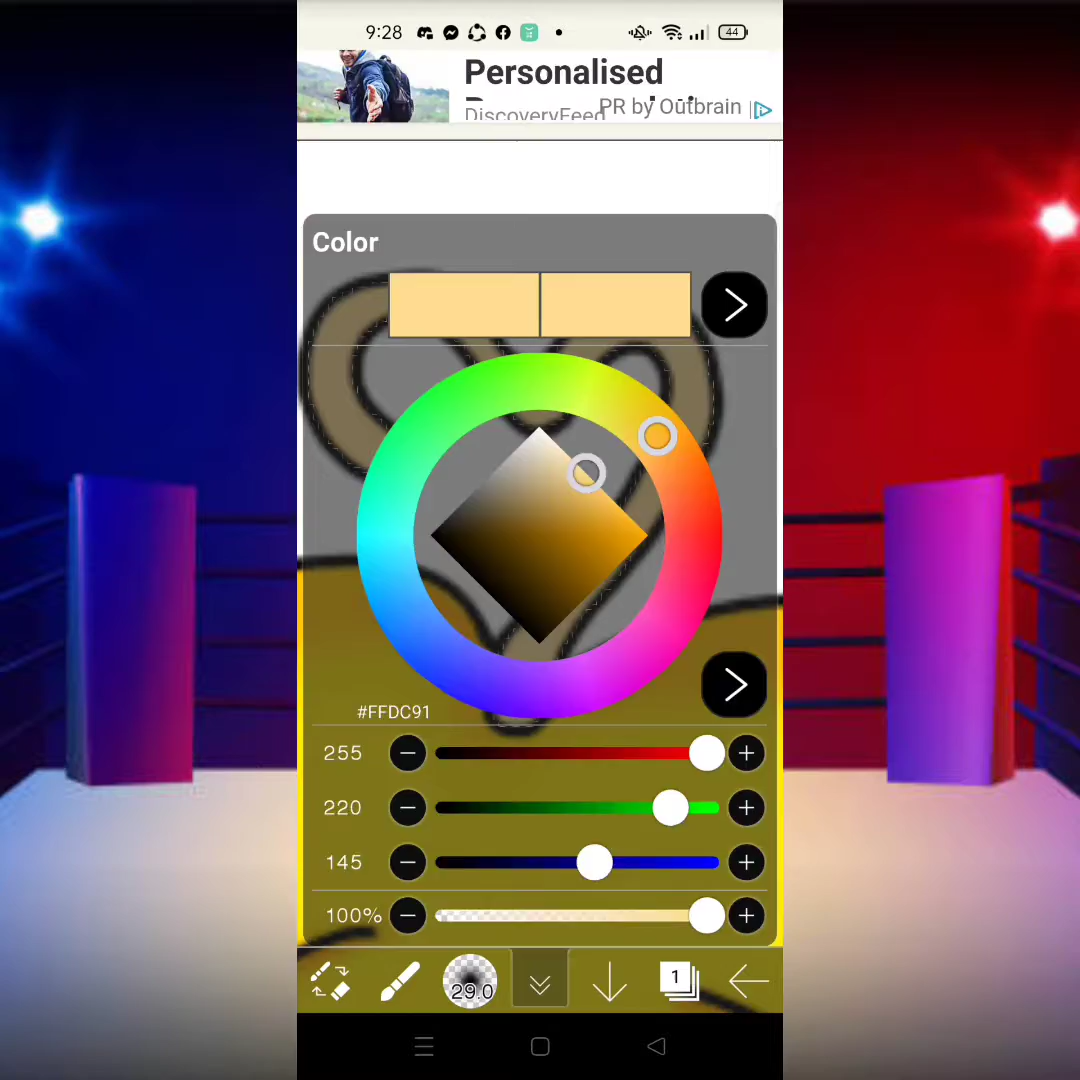 9:28
44
Personalised
DiscoveryFeed
PR by Outbrain
Color
#FFDC91
255
220
145
100%
29.0
1